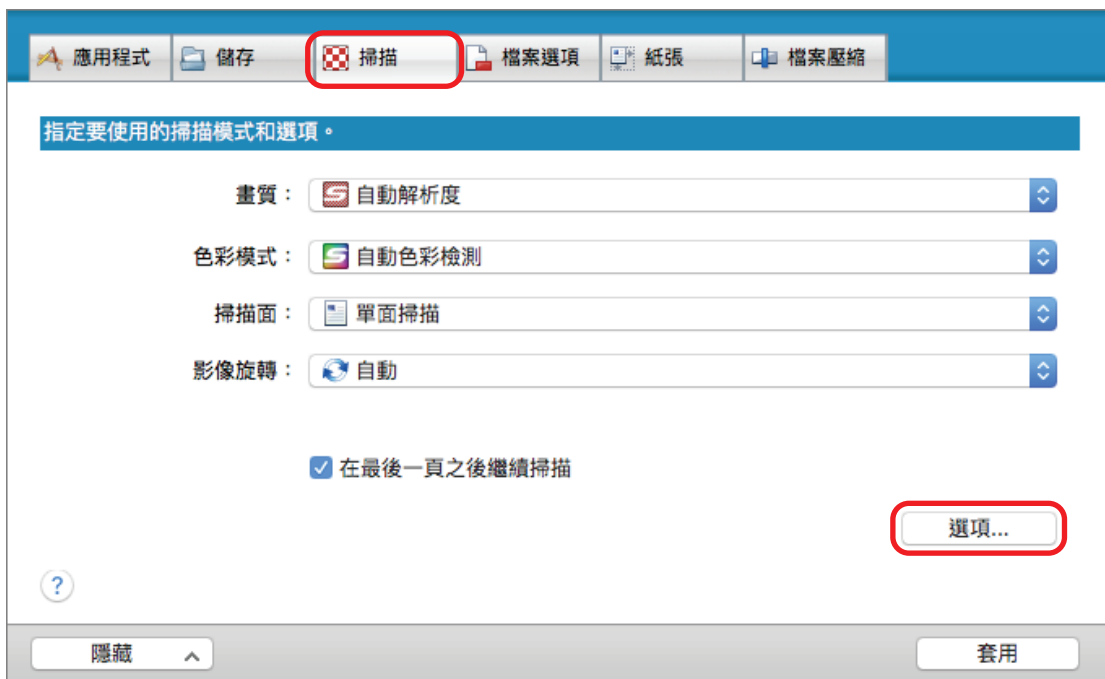 應用程式 儲存 掃描 檔案選項 紙張 檔案壓縮
指定要使用的掃描模式和選項。
畫質： 自動解析度
色彩模式： 自動色彩檢測
掃描面： 單面掃描
影像旋轉： 自動
在最後一頁之後繼續掃描
選項...
?
隱藏 套用